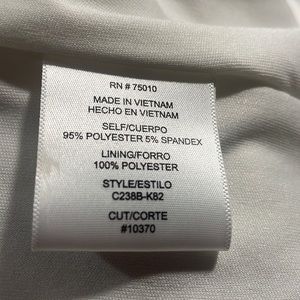 RN # 75010
MADE IN VIETNAM
HECHO EN VIETNAM
SELF/CUERPO
95% POLYESTER 5% SPANDEX
LINING/FORRO
100% POLYESTER
STYLE/ESTILO
C238B-K82
CUT/CORTE
#10370